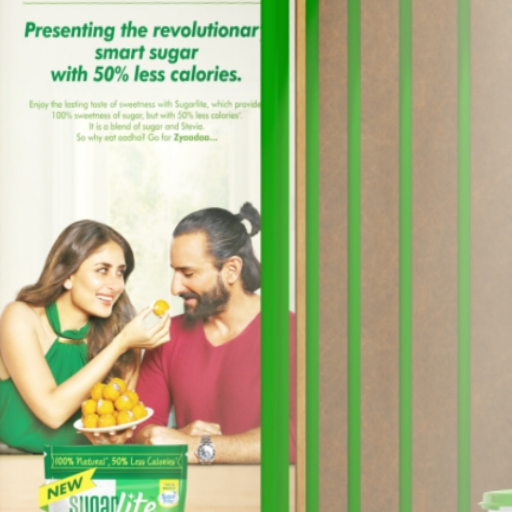 Presenting the revolutionar
smart sugar
with 50% less calories.
Enjoy the lasting taste of sweetness with Sugarlite, which provide
100% sweetness of sugar, but with 50% less calories*.
It is a blend of sugar and Stevia.
So why eat aadha? Go for Zyaadaa...
100% Natural*, 50% Less Calories*
NEW
sugarlite